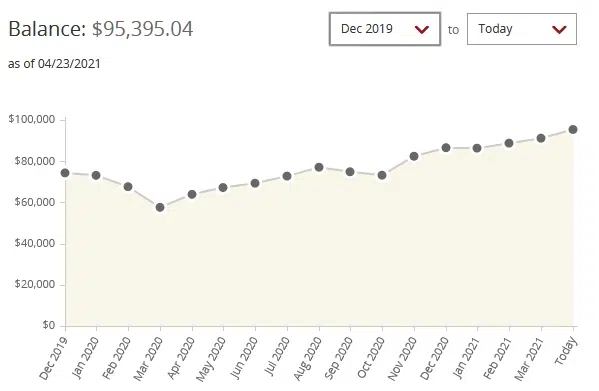 Balance: $95,395.04
Dec 2019 to Today
as of 04/23/2021
$100,000
$80,000
$60,000
$40,000
$20,000
$0
Dec 2019 Jan 2020 Feb 2020 Mar 2020 Apr 2020 May 2020 Jun 2020 Jul 2020 Aug 2020 Sep 2020 Oct 2020 Nov 2020 Dec 2020 Jan 2021 Feb 2021 Mar 2021 Today